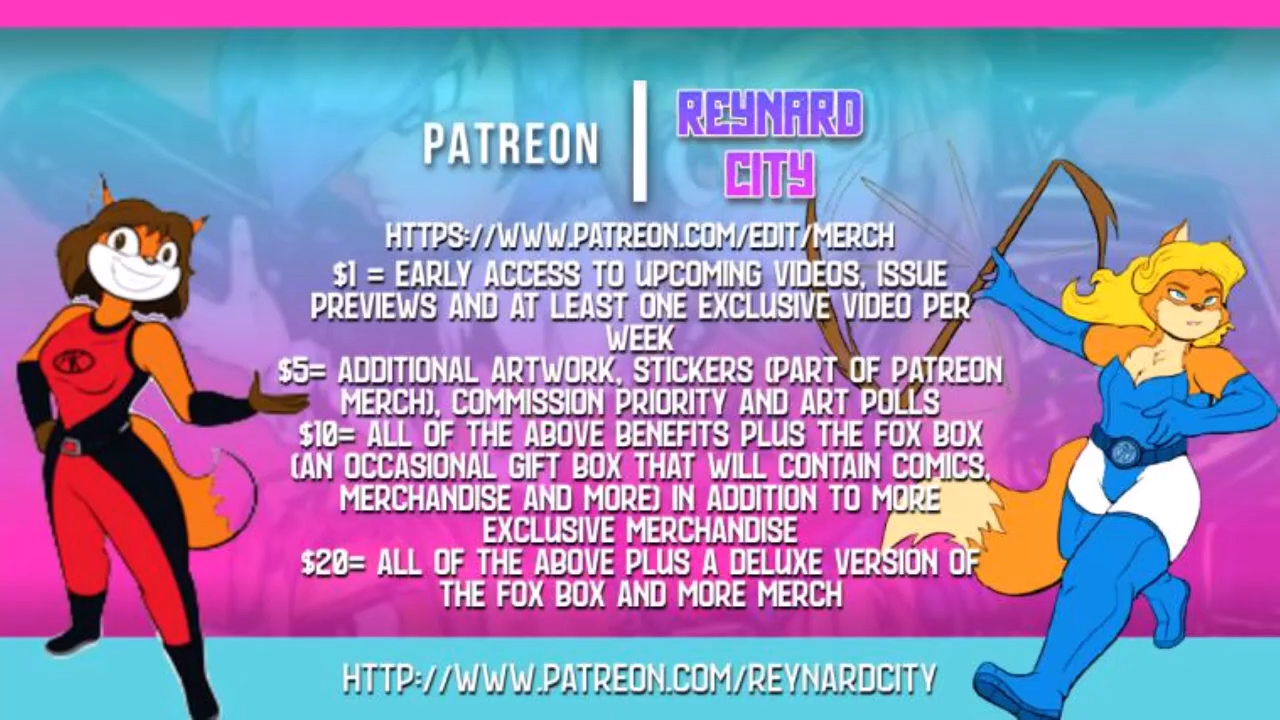 PATREON
REYNARD
CITY
HTTPS://WWW.PATREON.COM/EDIT/MERCH
$1 = EARLY ACCESS TO UPCOMING VIDEOS, ISSUE
PREVIEWS AND AT LEAST ONE EXCLUSIVE VIDEO PER
WEEK
$5= ADDITIONAL ARTWORK, STICKERS (PART OF PATREON
MERCH), COMMISSION PRIORITY AND ART POLLS
$10= ALL OF THE ABOVE BENEFITS PLUS THE FOX BOX
(AN OCCASIONAL GIFT BOX THAT WILL CONTAIN COMICS,
MERCHANDISE AND MORE) IN ADDITION TO MORE
EXCLUSIVE MERCHANDISE
$20= ALL OF THE ABOVE PLUS A DELUXE VERSION OF
THE FOX BOX AND MORE MERCH
HTTP://WWW.PATREON.COM/REYNARDCITY